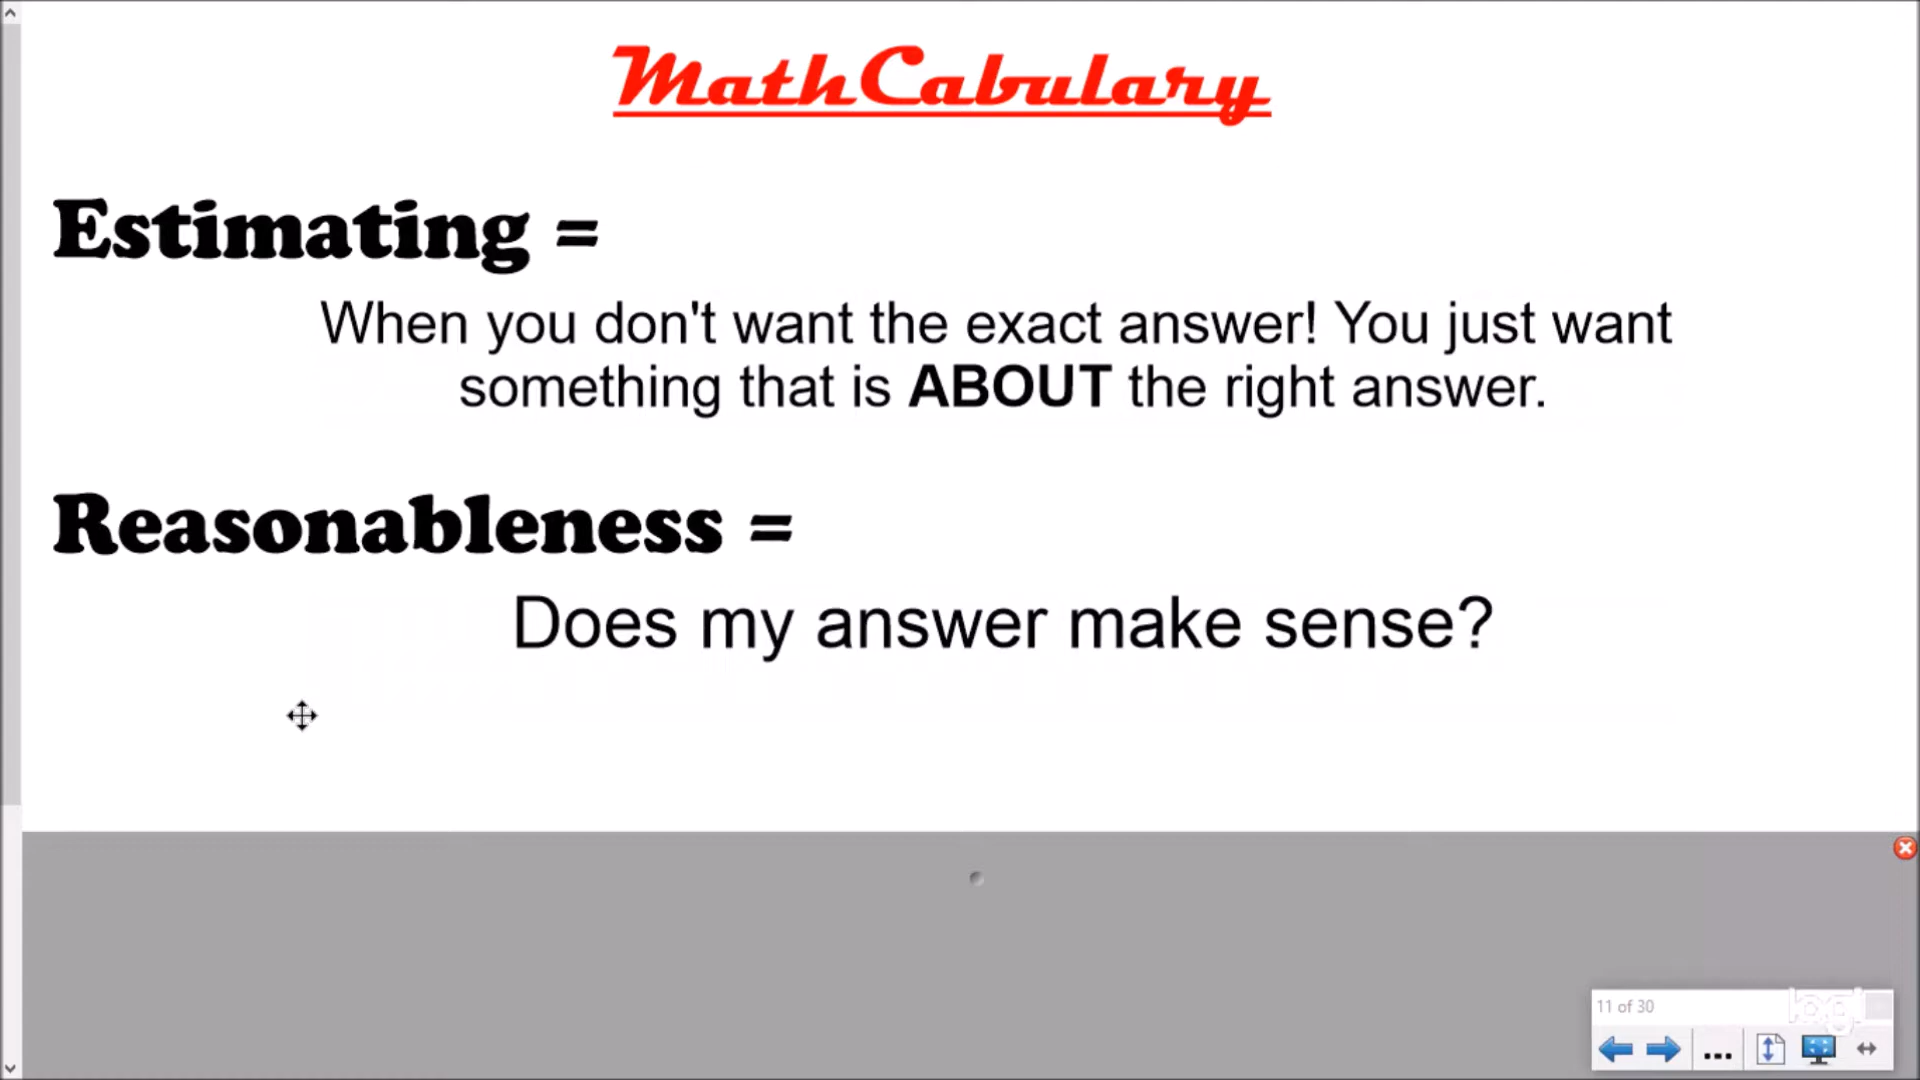 MathCabulary
Estimating =
When you don't want the exact answer! You just want
something that is ABOUT the right answer.
Reasonableness =
Does my answer make sense?
11 of 30
logi
...